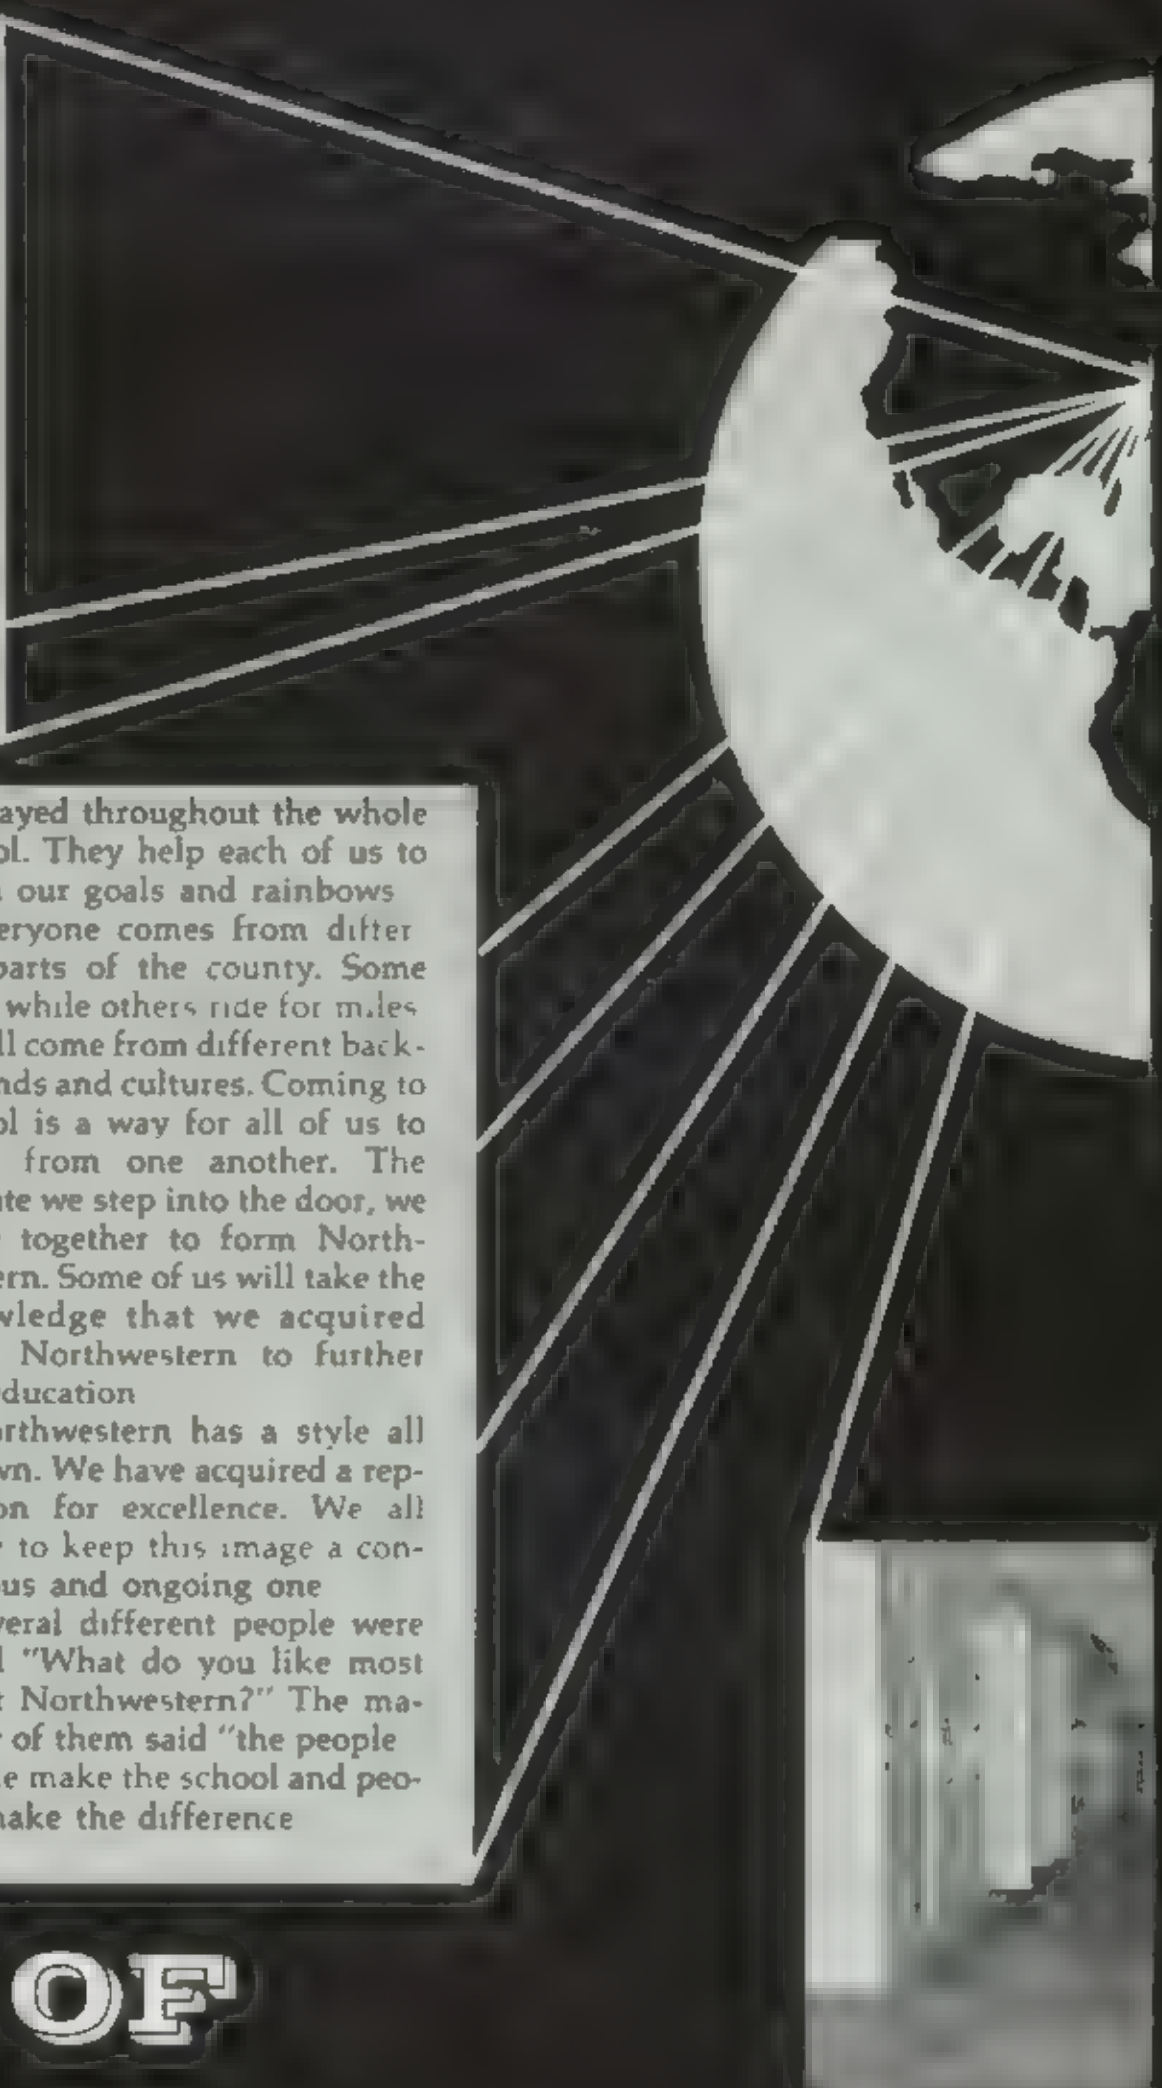 ayed throughout the whole
ol. They help each of us to
our goals and rainbows
eryone comes from differ
parts of the county. Some
while others ride for miles
ll come from different back-
nds and cultures. Coming to
ol is a way for all of us to
from one another. The
te we step into the door, we
together to form North-
ern. Some of us will take the
wledge that we acquired
Northwestern to further
education
orthwestern has a style all
wn. We have acquired a rep-
on for excellence. We all
to keep this image a con-
ous and ongoing one
veral different people were
"What do you like most
Northwestern?" The ma-
of them said "the people
le make the school and peo-
make the difference
OF